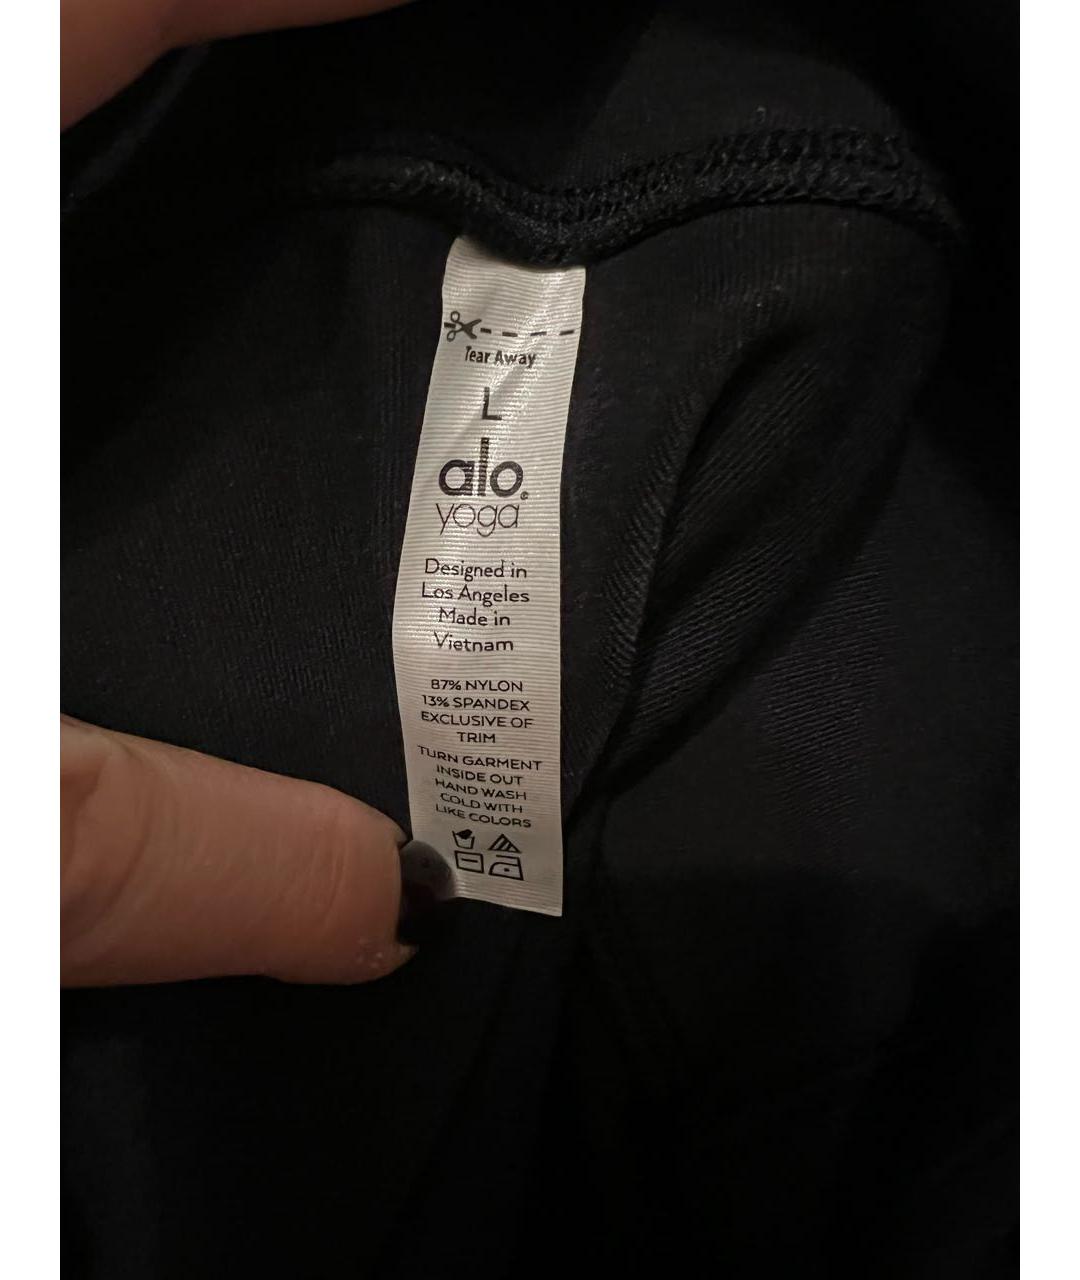 Tear Away
L
alo®
yoga
Designed in
Los Angeles
Made in
Vietnam
87% NYLON
13% SPANDEX
EXCLUSIVE OF
TRIM
TURN GARMENT
INSIDE OUT
HAND WASH
COLD WITH
LIKE COLORS